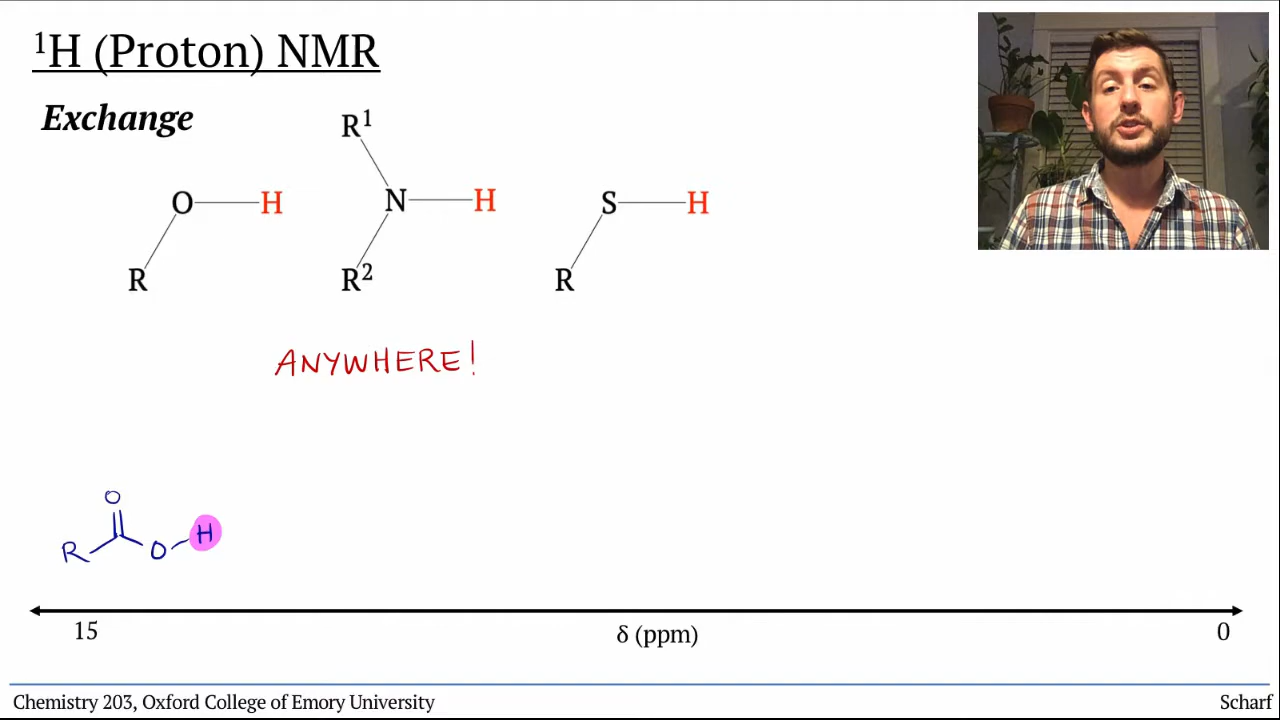 ¹H (Proton) NMR
Exchange
R¹
O H
N H
S H
R
R²
R
ANYWHERE!
O
R O H
15
δ (ppm)
0
Chemistry 203, Oxford College of Emory University
Scharf